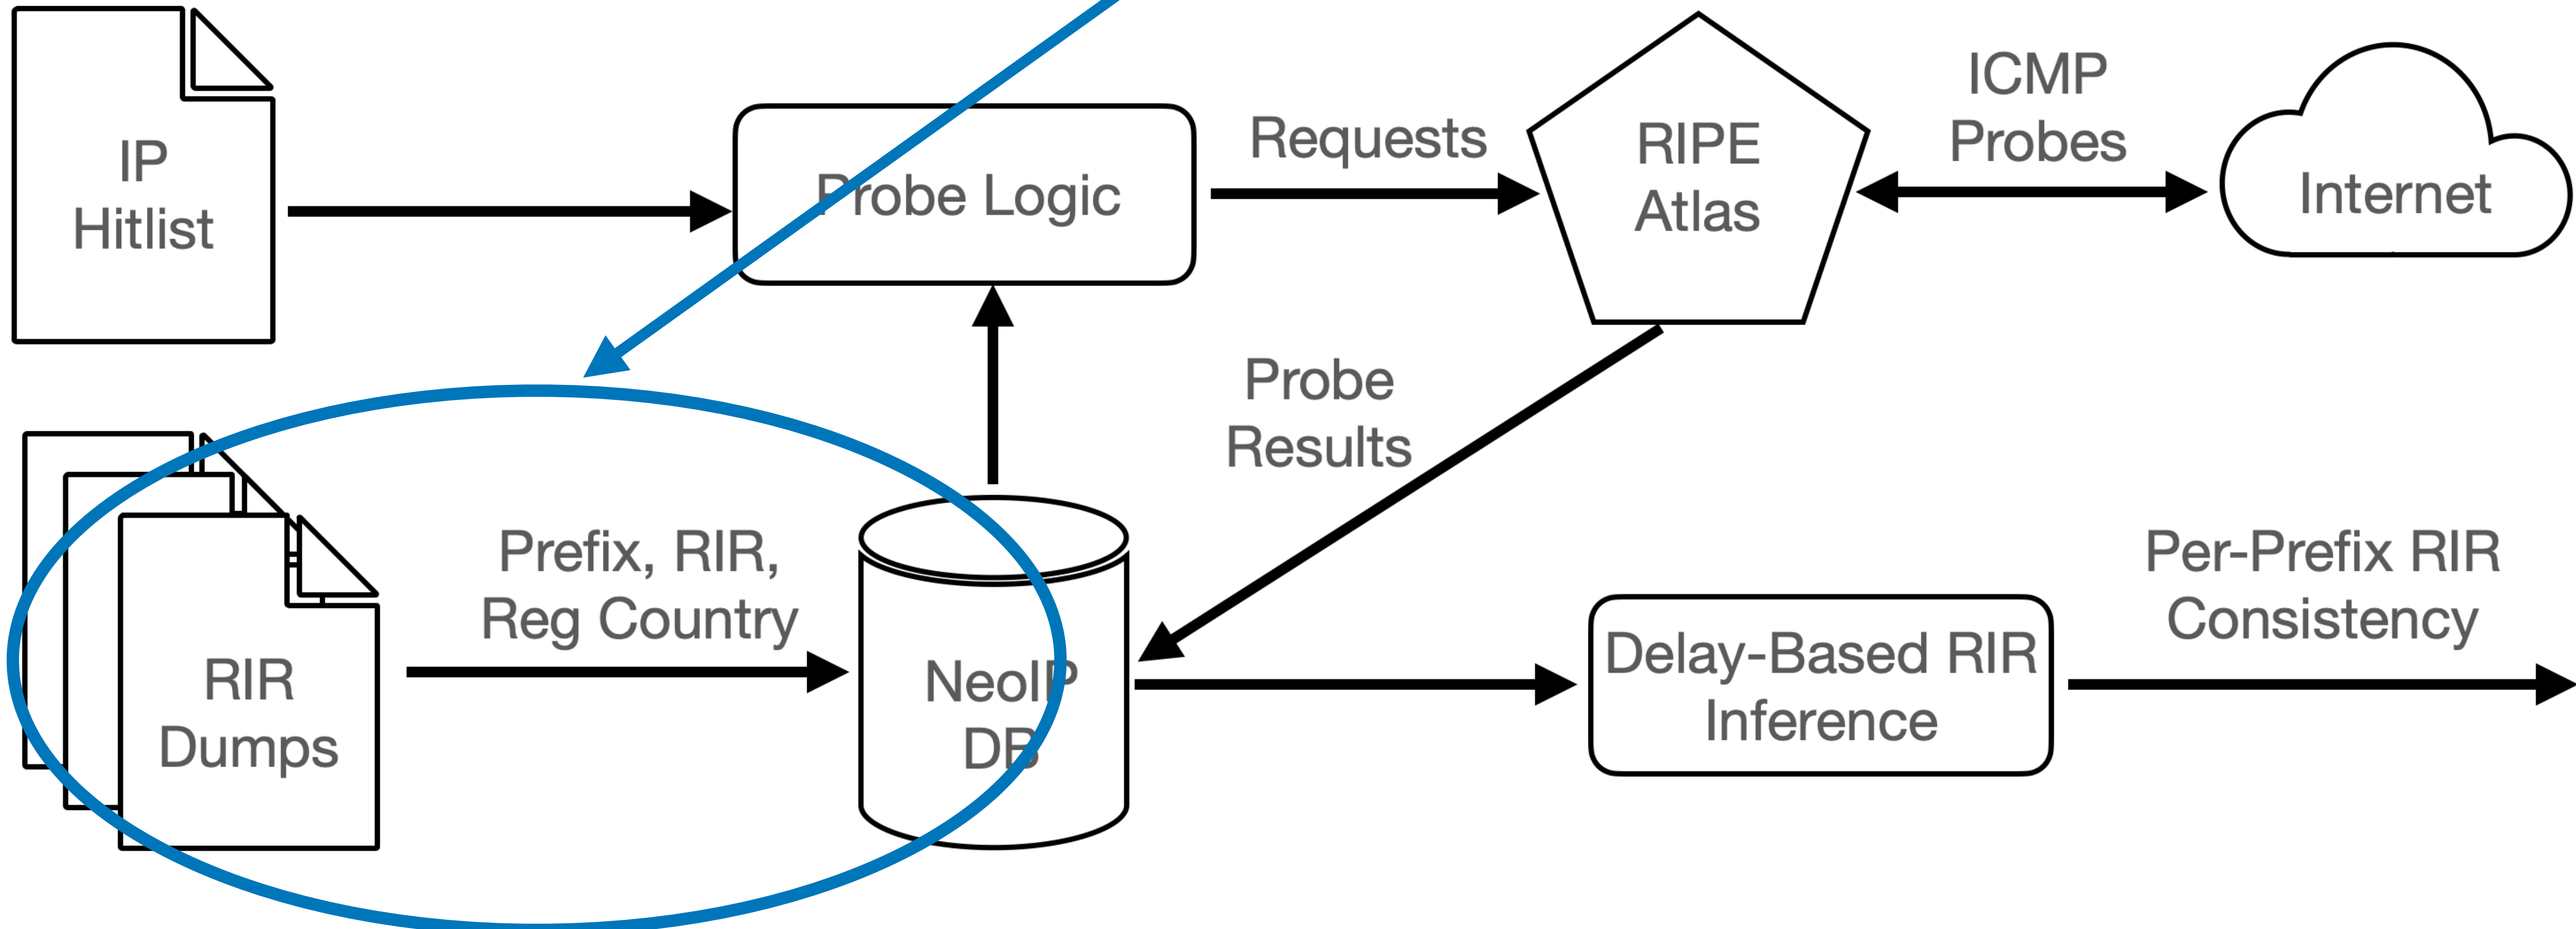 IP
Hitlist
Probe Logic
Requests
RIPE
Atlas
ICMP
Probes
Internet
Probe
Results
RIR
Dumps
Prefix, RIR,
Reg Country
NeoIP
DB
Delay-Based RIR
Inference
Per-Prefix RIR
Consistency